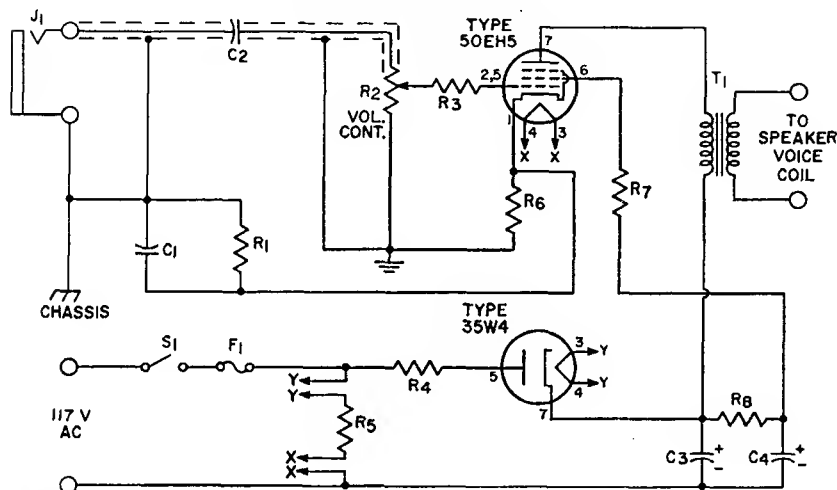 J1
C2
TYPE
50EH5
7
2,5
6
R2
VOL.
CONT.
R3
1
4
3
X
X
T1
TO
SPEAKER
VOICE
COIL
R6
R7
C1
R1
CHASSIS
TYPE
35W4
S1
F1
Y
Y
R4
5
3
Y
4
Y
7
117 V
AC
R5
X
X
R8
C3
+
-
C4
+
-